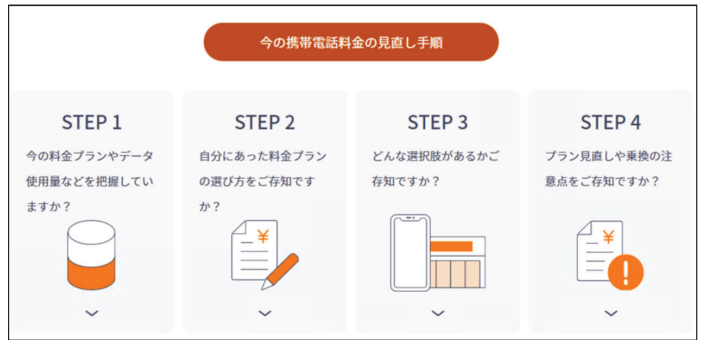 今の携帯電話料金の見直し手順
STEP 1
今の料金プランやデータ
使用量などを把握してい
ますか？
STEP 2
自分にあった料金プラン
の選び方をご存知です
か？
¥
STEP 3
どんな選択肢があるかご
存知ですか？
STEP 4
プラン見直しや乗換の注
意点をご存知ですか？
¥
!